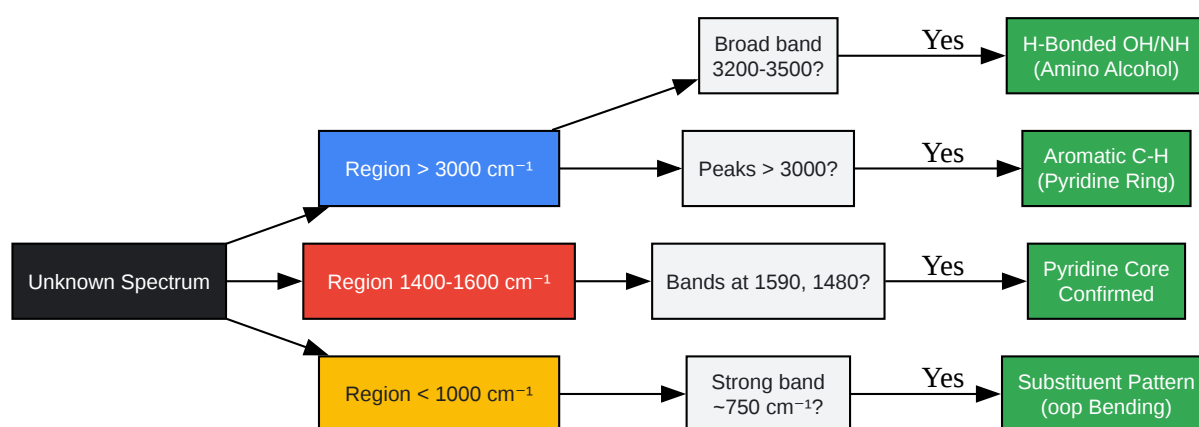 Broad band
3200-3500?
Yes
H-Bonded OH/NH
(Amino Alcohol)
Region > 3000 cm⁻¹
Peaks > 3000?
Yes
Aromatic C-H
(Pyridine Ring)
Unknown Spectrum
Region 1400-1600 cm⁻¹
Bands at 1590, 1480?
Yes
Pyridine Core
Confirmed
Region < 1000 cm⁻¹
Strong band
~750 cm⁻¹?
Yes
Substituent Pattern
(oop Bending)